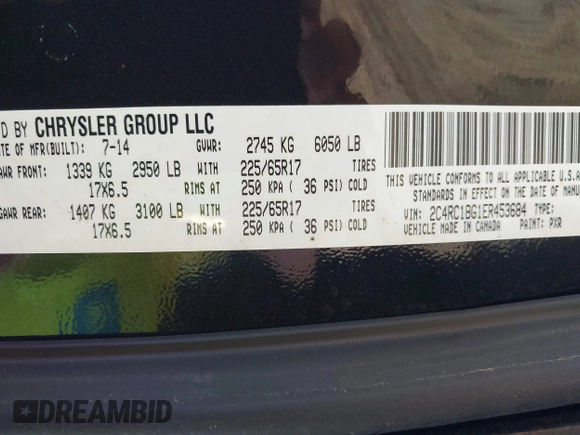 D BY CHRYSLER GROUP LLC
ATE OF MFR(BUILT): 7-14 GVWR: 2745 KG 6050 LB
AWR FRONT: 1339 KG 2950 LB WITH 225/65R17 TIRES
17X6.5 RIMS AT 250 KPA ( 36 PSI) COLD
GAWR REAR: 1407 KG 3100 LB WITH 225/65R17 TIRES
17X6.5 RIMS AT 250 KPA ( 36 PSI) COLD
THIS VEHICLE CONFORMS TO ALL APPLICABLE U.S.A
STANDARDS IN EFFECT ON THE DATE OF MANU
VIN: 2C4RC1BG1ER453684 TYPE:
VEHICLE MADE IN CANADA PAINT: PXR
DREAMBID